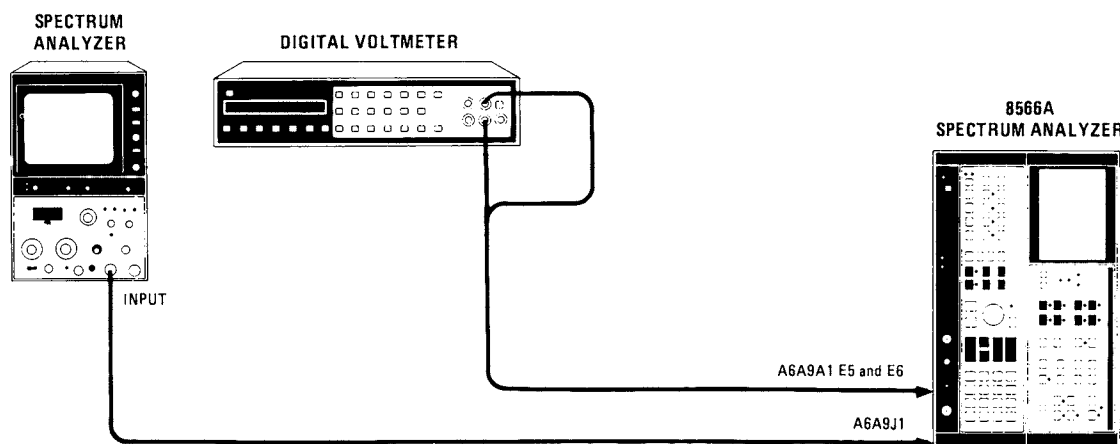 SPECTRUM
ANALYZER
DIGITAL VOLTMETER
8566A
SPECTRUM ANALYZER
INPUT
A6A9A1 E5 and E6
A6A9J1